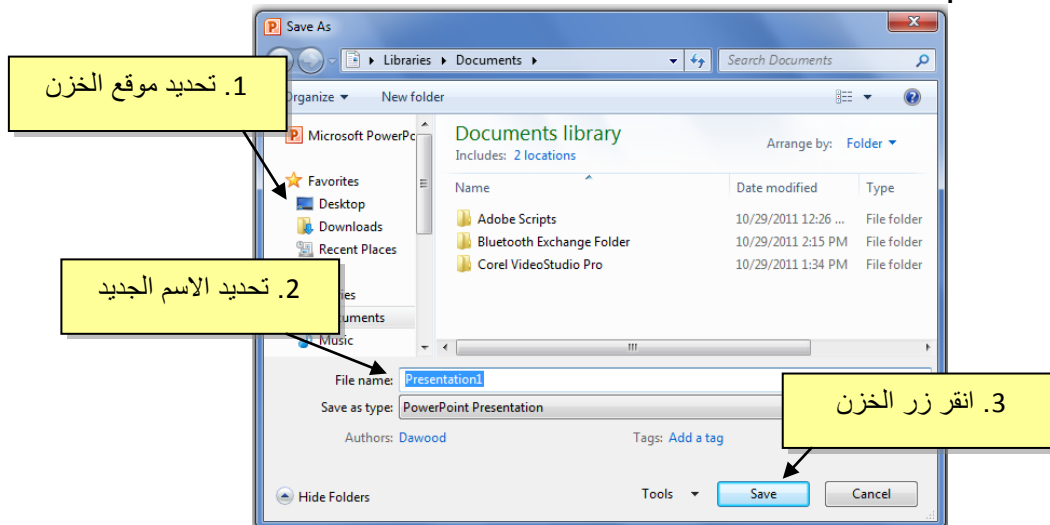 Save As
Libraries Documents
Search Documents
1. تحديد موقع الخزن
Organize New folder
Microsoft PowerPo
Documents library
Includes: 2 locations
Arrange by: Folder
Favorites
Desktop
Downloads
Recent Places
Name Date modified Type
Adobe Scripts 10/29/2011 12:26 ... File folder
Bluetooth Exchange Folder 10/29/2011 2:15 PM File folder
Corel VideoStudio Pro 10/29/2011 1:34 PM File folder
2. تحديد الاسم الجديد
Music
File name: Presentation1
Save as type: PowerPoint Presentation
Authors: Dawood Tags: Add a tag
3. انقر زر الخزن
Hide Folders Tools Save Cancel